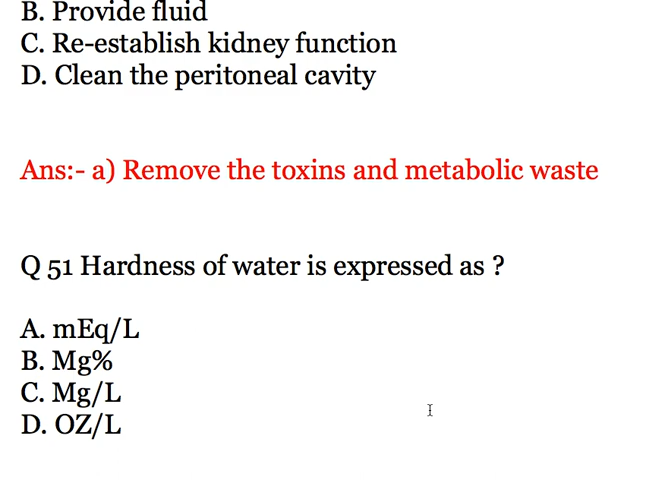 B. Provide fluid
C. Re-establish kidney function
D. Clean the peritoneal cavity
Ans:- a) Remove the toxins and metabolic waste
Q 51 Hardness of water is expressed as ?
A. mEq/L
B. Mg%
C. Mg/L
D. OZ/L